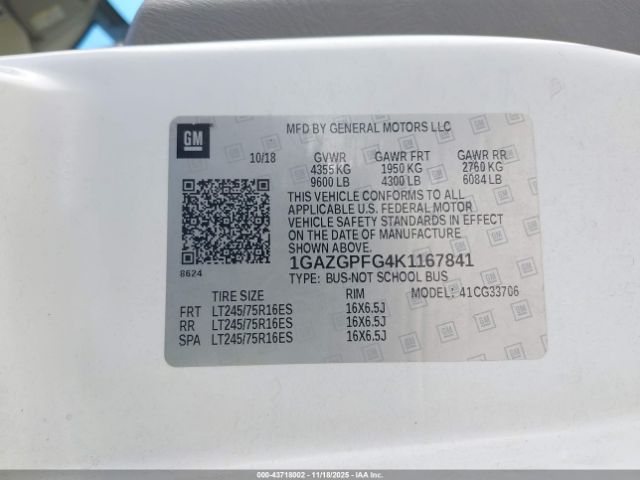 GM
MFD BY GENERAL MOTORS LLC
10/18 GVWR GAWR FRT GAWR RR
4355 KG 1950 KG 2760 KG
9600 LB 4300 LB 6084 LB
THIS VEHICLE CONFORMS TO ALL
APPLICABLE U.S. FEDERAL MOTOR
VEHICLE SAFETY STANDARDS IN EFFECT
ON THE DATE OF MANUFACTURE
SHOWN ABOVE.
8624 1GAZGPFG4K1167841
TYPE: BUS-NOT SCHOOL BUS
TIRE SIZE RIM MODEL: 41CG33706
FRT LT245/75R16ES 16X6.5J
RR LT245/75R16ES 16X6.5J
SPA LT245/75R16ES 16X6.5J
000-43718002 - 11/18/2025 - IAAI.COM